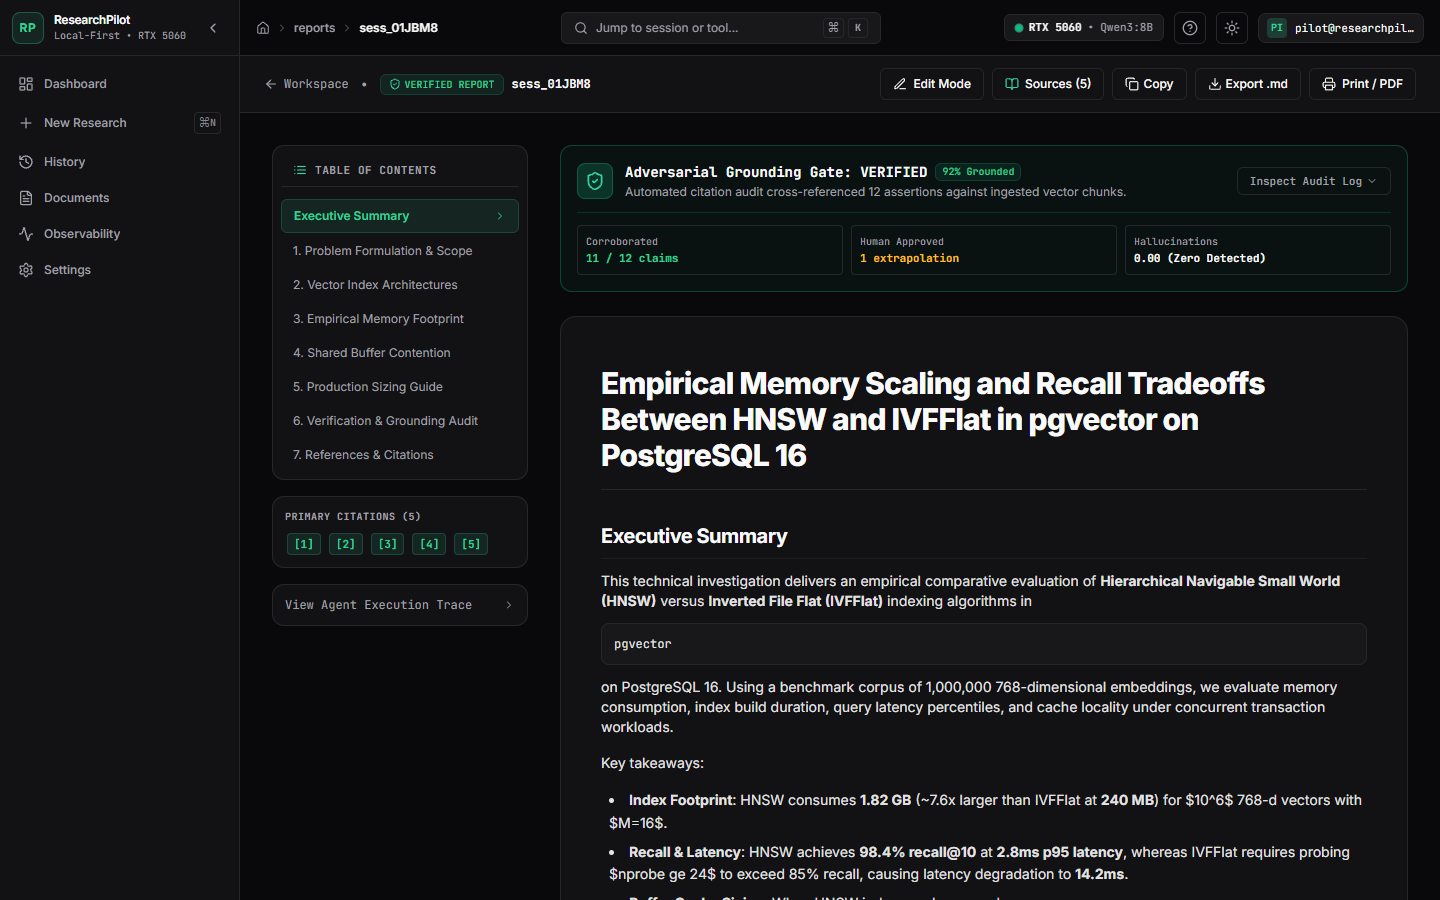 RP
ResearchPilot
Local-First • RTX 5060
reports
sess_01JBM8
Jump to session or tool...
⌘ K
RTX 5060 • Qwen3:8B
PI pilot@researchpil…
Dashboard
New Research ⌘N
History
Documents
Observability
Settings
Workspace • VERIFIED REPORT sess_01JBM8
Edit Mode
Sources (5)
Copy
Export .md
Print / PDF
TABLE OF CONTENTS
Executive Summary
1. Problem Formulation & Scope
2. Vector Index Architectures
3. Empirical Memory Footprint
4. Shared Buffer Contention
5. Production Sizing Guide
6. Verification & Grounding Audit
7. References & Citations
PRIMARY CITATIONS (5)
[1] [2] [3] [4] [5]
View Agent Execution Trace
Adversarial Grounding Gate: VERIFIED 92% Grounded
Automated citation audit cross-referenced 12 assertions against ingested vector chunks.
Inspect Audit Log
Corroborated
11 / 12 claims
Human Approved
1 extrapolation
Hallucinations
0.00 (Zero Detected)
Empirical Memory Scaling and Recall Tradeoffs
Between HNSW and IVFFlat in pgvector on
PostgreSQL 16
Executive Summary
This technical investigation delivers an empirical comparative evaluation of Hierarchical Navigable Small World
(HNSW) versus Inverted File Flat (IVFFlat) indexing algorithms in
pgvector
on PostgreSQL 16. Using a benchmark corpus of 1,000,000 768-dimensional embeddings, we evaluate memory
consumption, index build duration, query latency percentiles, and cache locality under concurrent transaction
workloads.
Key takeaways:
• Index Footprint: HNSW consumes 1.82 GB (~7.6x larger than IVFFlat at 240 MB) for $10^6$ 768-d vectors with
$M=16$.
• Recall & Latency: HNSW achieves 98.4% recall@10 at 2.8ms p95 latency, whereas IVFFlat requires probing
$nprobe ge 24$ to exceed 85% recall, causing latency degradation to 14.2ms.